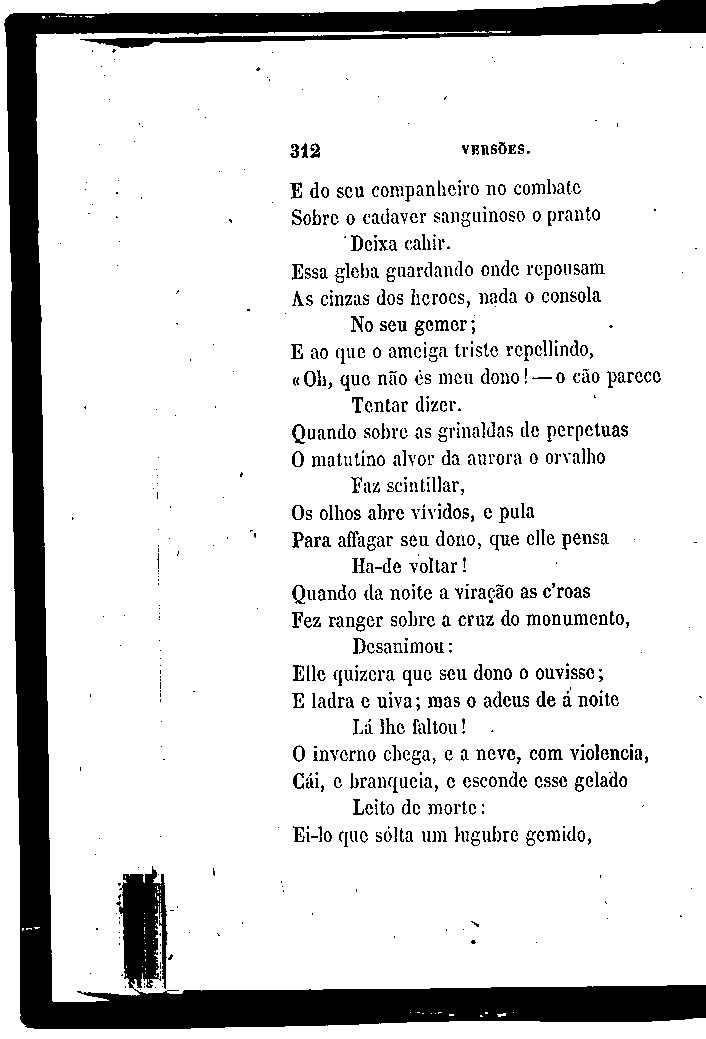 312 VERSÕES.
E do seu companheiro no combate
Sobre o cadaver sanguinoso o pranto
Deixa cahir.
Essa gleba guardando onde repousam
As cinzas dos heroes, nada o consola
No seu gemer;
E ao que o ameiga triste repellindo,
«Oh, que não és meu dono! — o cão parece
Tentar dizer.
Quando sobre as grinaldas de perpetuas
O matutino alvor da aurora o orvalho
Faz scintillar,
Os olhos abre vívidos, e pula
Para affagar seu dono, que elle pensa
Ha-de voltar!
Quando da noite a viração as c'roas
Fez ranger sobre a cruz do monumento,
Desanimou:
Elle quizera que seu dono o ouvisse;
E ladra e uiva; mas o adeus de á noite
Lá lhe faltou!
O inverno chega, e a neve, com violencia,
Cái, e branqueia, e esconde esse gelado
Leito de morte:
Ei-lo que sólta um lugubre gemido,